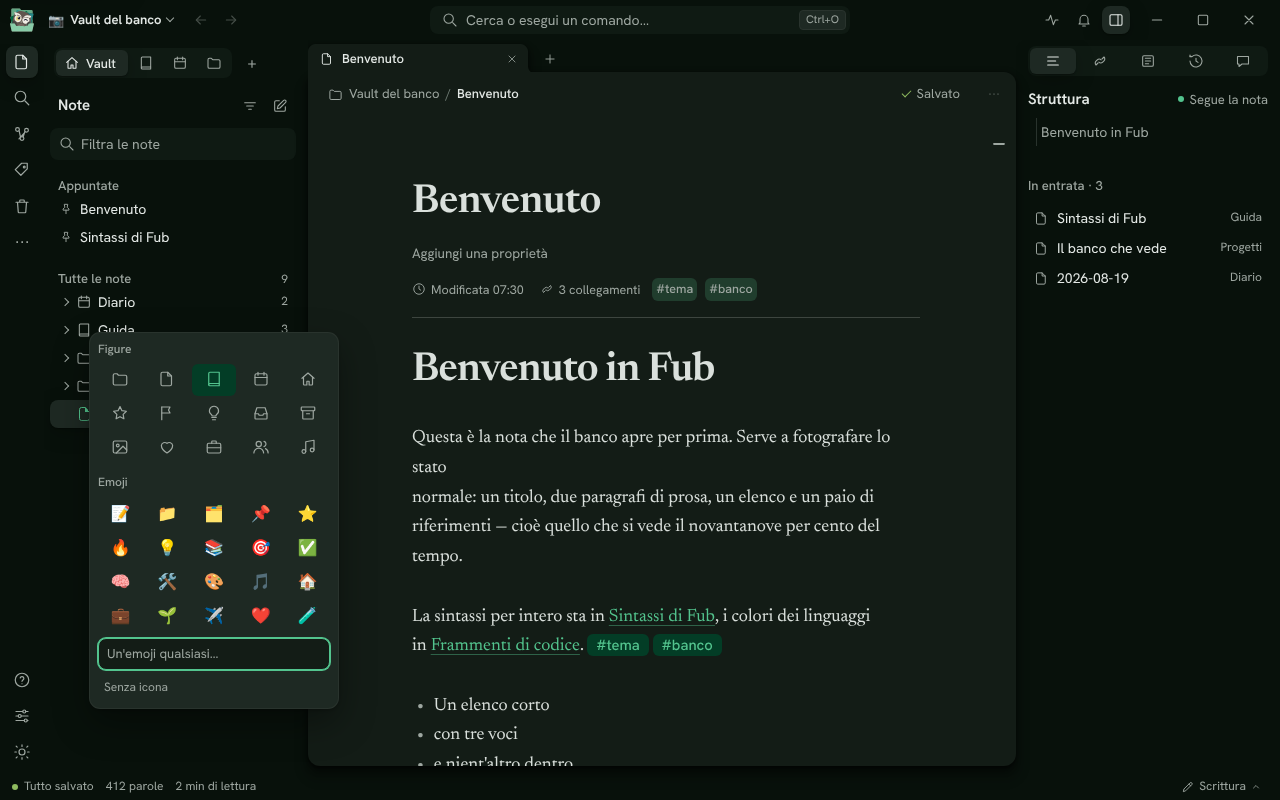 Vault del banco
Cerca o esegui un comando…
Ctrl+O
Vault
Benvenuto
Note
Filtra le note
Appuntate
Benvenuto
Sintassi di Fub
Tutte le note 9
Diario 2
Guida 3
Figure
Emoji
Un'emoji qualsiasi…
Senza icona
Vault del banco / Benvenuto
Salvato
Benvenuto
Aggiungi una proprietà
Modificata 07:30 3 collegamenti #tema #banco
Benvenuto in Fub
Questa è la nota che il banco apre per prima. Serve a fotografare lo
stato
normale: un titolo, due paragrafi di prosa, un elenco e un paio di
riferimenti — cioè quello che si vede il novantanove per cento del
tempo.
La sintassi per intero sta in Sintassi di Fub, i colori dei linguaggi
in Frammenti di codice. #tema #banco
• Un elenco corto
• con tre voci
• e nient'altro dentro
Struttura
Segue la nota
Benvenuto in Fub
In entrata · 3
Sintassi di Fub Guida
Il banco che vede Progetti
2026-08-19 Diario
Tutto salvato 412 parole 2 min di lettura
Scrittura